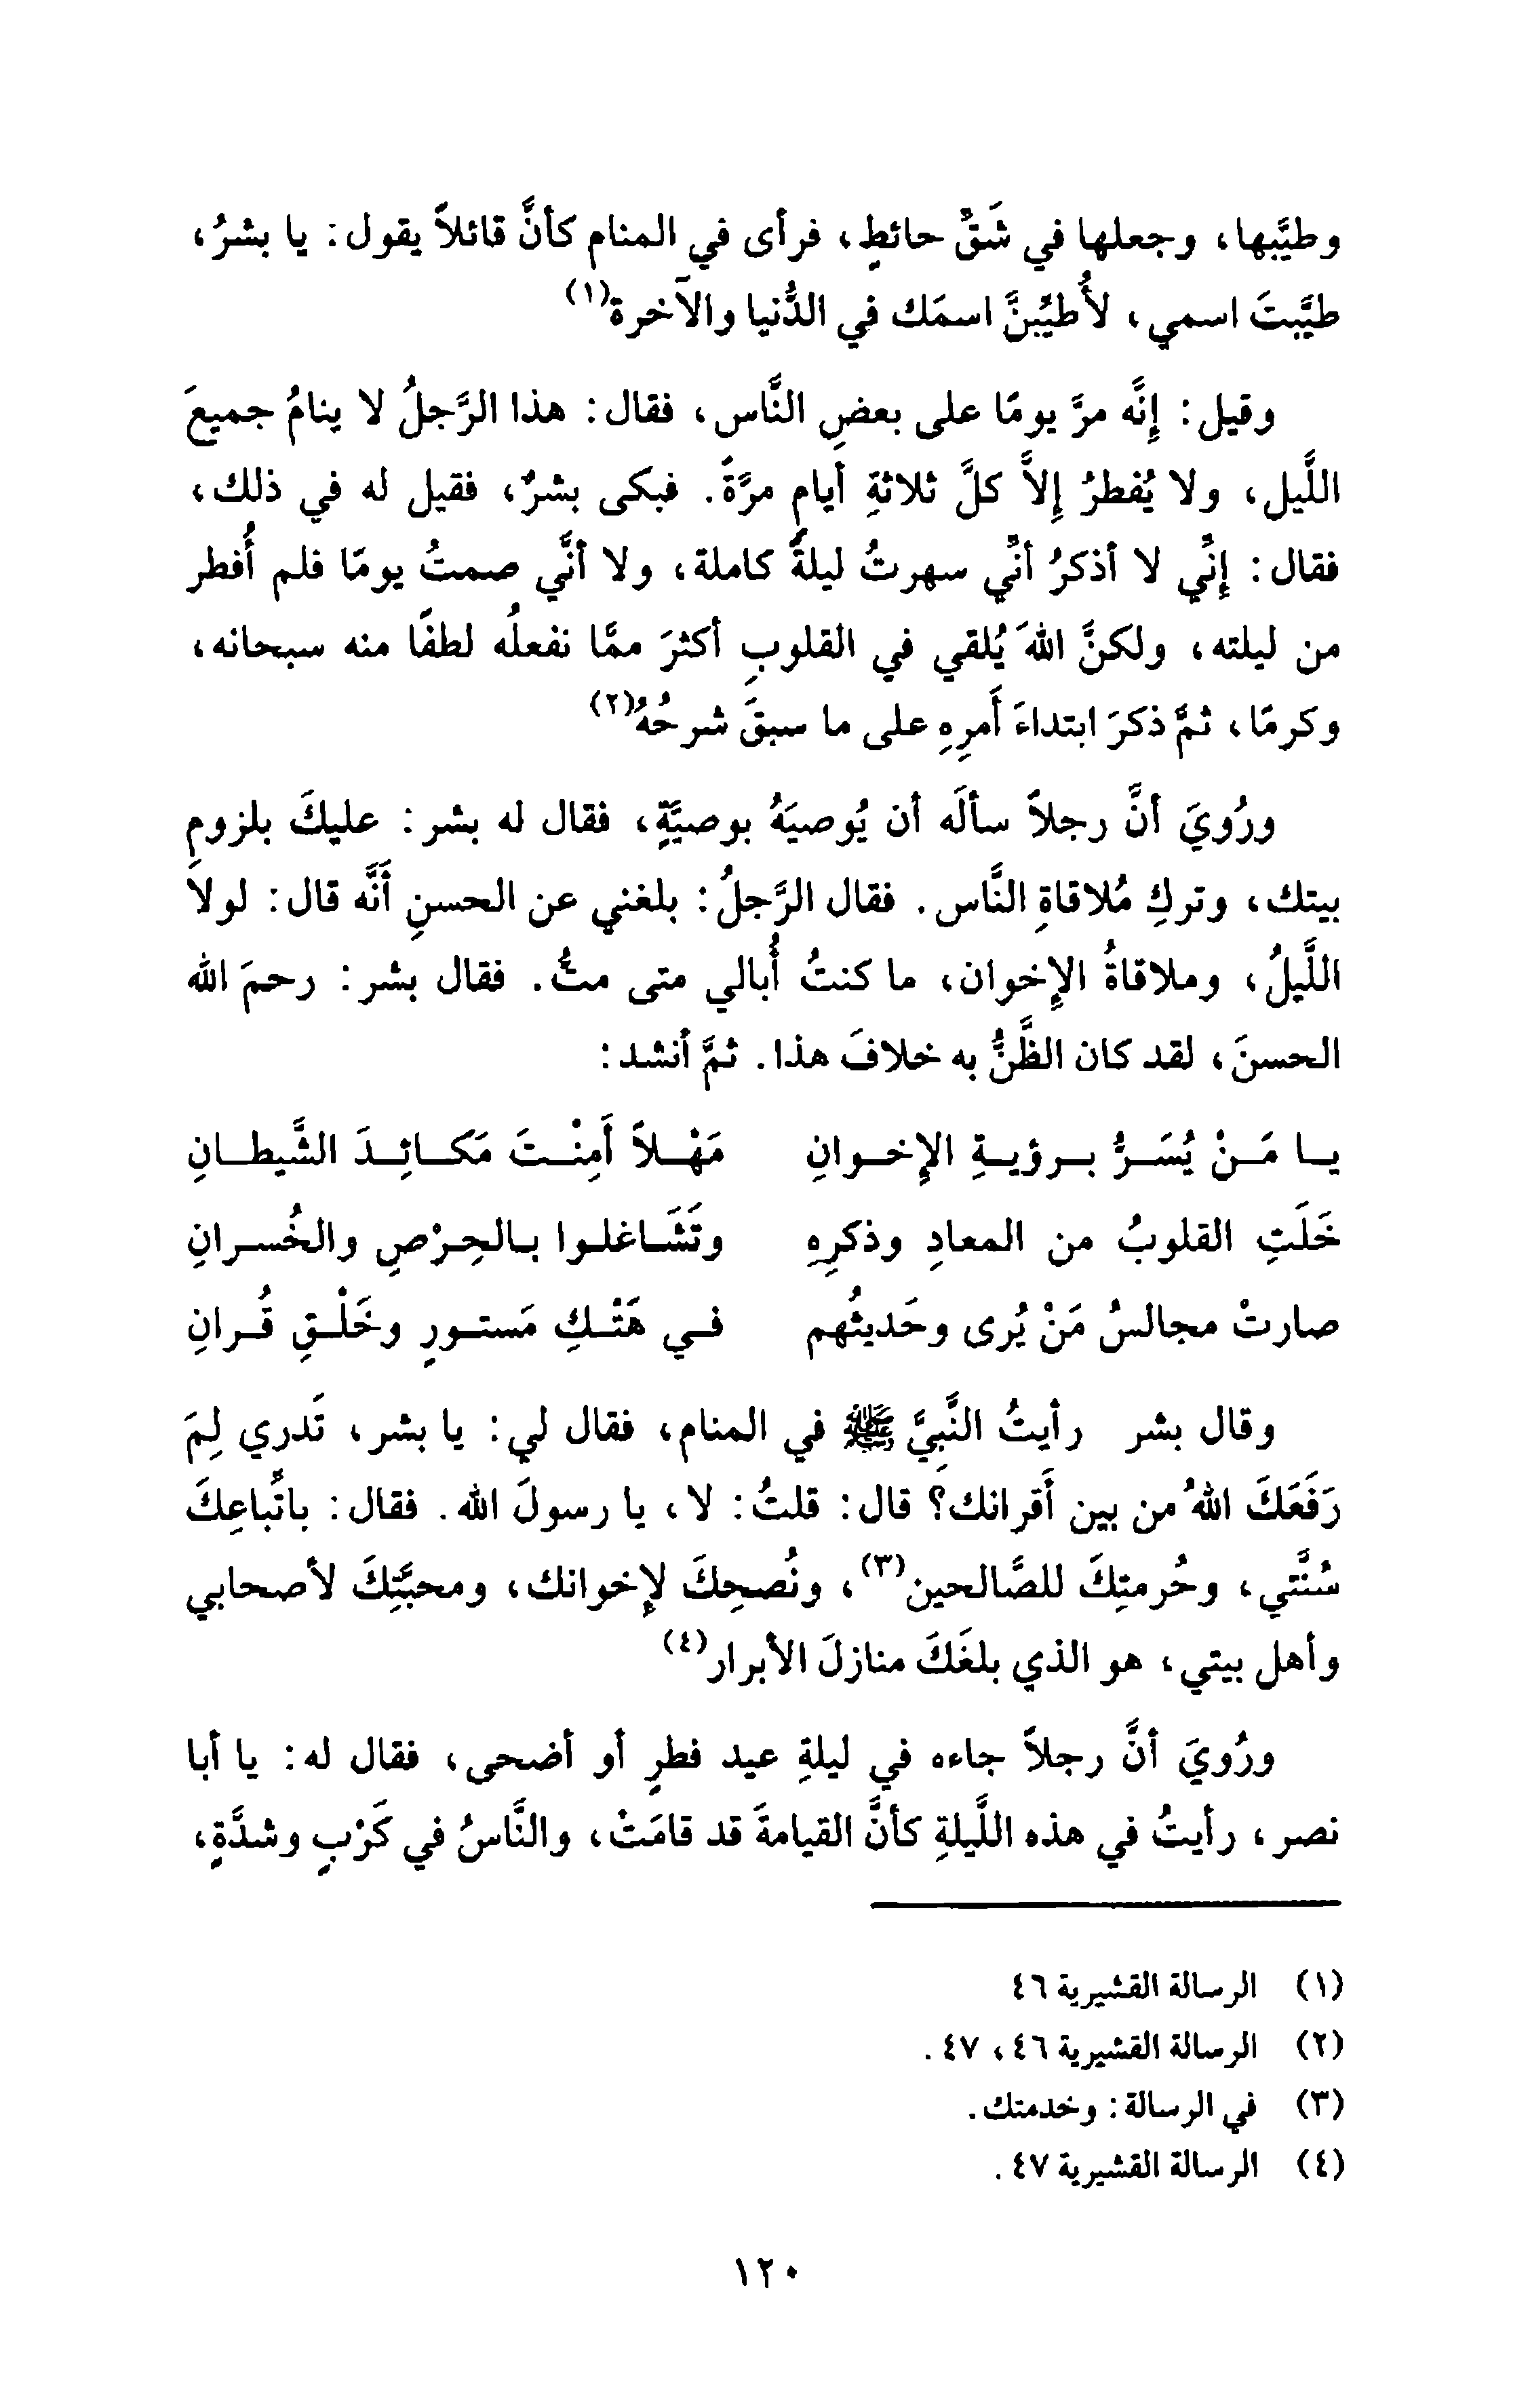 وطيَّبها، وجعلها في شَقِّ حائطٍ، فرأى في المنام كأنَّ قائلاً يقول: يا بشرُ،
طيَّبتَ اسمي، لأُطيِّبنَّ اسمَك في الدُّنيا والآخرة(١)
وقيل: إنَّه مرَّ يومًا على بعضِ النَّاس، فقال: هذا الرَّجلُ لا ينامُ جميعَ
اللَّيل، ولا يُفطرُ إلاَّ كلَّ ثلاثةِ أيامٍ مرَّةً. فبكى بشرٌ، فقيل له في ذلك،
فقال: إنِّي لا أذكرُ أنِّي سهرتُ ليلةً كاملة، ولا أنَّي صمتُ يومًا فلم أُفطر
من ليلته، ولكنَّ اللهَ يُلقي في القلوبِ أكثرَ ممَّا نفعلُه لطفًا منه سبحانه،
وكرمًا، ثمَّ ذكرَ ابتداءَ أَمرِهِ على ما سبقَ شرحُهُ(٢)
ورُويَ أنَّ رجلاً سألَه أن يُوصيَهُ بوصيَّةٍ، فقال له بشر: عليكَ بلزومِ
بيتك، وتركِ مُلاقاةِ النَّاس. فقال الرَّجلُ: بلغني عن الحسنِ أَنَّه قال: لولا
اللَّيلُ، وملاقاةُ الإخوان، ما كنتُ أُبالي متى متُّ. فقال بشر: رحمَ الله
الحسنَ، لقد كان الظَّنُّ به خلافَ هذا. ثمَّ أنشد:
يا مَنْ يُسَرُّ برؤيةِ الإخوانِ مَهْلاً أَمِنْتَ مَكائِدَ الشَّيطانِ
خَلَتِ القلوبُ من المعادِ وذكرِهِ وتَشَاغلوا بالحِرْصِ والخُسرانِ
صارتْ مجالسُ مَنْ يُرى وحَديثُهم في هَتْكِ مَستورٍ وخَلْقِ قُرانِ
وقال بشر رأيتُ النَّبيَّ ﷺ في المنام، فقال لي: يا بشر، تَدري لِمَ
رَفَعَكَ اللهُ من بين أَقرانك؟ قال: قلتُ: لا، يا رسولَ الله. فقال: باتِّباعِكَ
سُنَّتي، وحُرمتِكَ للصَّالحين(٣)، ونُصحِكَ لإخوانك، ومحبَّتِكَ لأصحابي
وأهل بيتي، هو الذي بلغَكَ منازلَ الأبرار(٤)
ورُويَ أنَّ رجلاً جاءه في ليلةِ عيد فطرٍ أو أضحى، فقال له: يا أبا
نصر، رأيتُ في هذه اللَّيلةِ كأنَّ القيامةَ قد قامَتْ، والنَّاسُ في كَرْبٍ وشدَّةٍ،
(١) الرسالة القشيرية ٤٦
(٢) الرسالة القشيرية ٤٦، ٤٧.
(٣) في الرسالة: وخدمتك.
(٤) الرسالة القشيرية ٤٧.
١٢٠